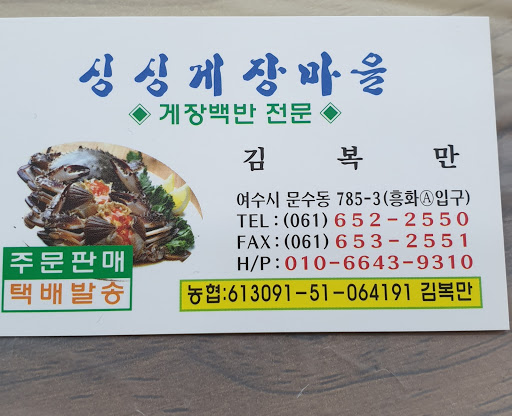 싱싱게장마을
◈ 게장백반 전문 ◈
김 복 만
여수시 문수동 785-3(흥화Ⓐ입구)
TEL:(061) 652-2550
FAX:(061) 653-2551
H/P:010-6643-9310
주문판매
택배발송
농협:613091-51-064191 김복만